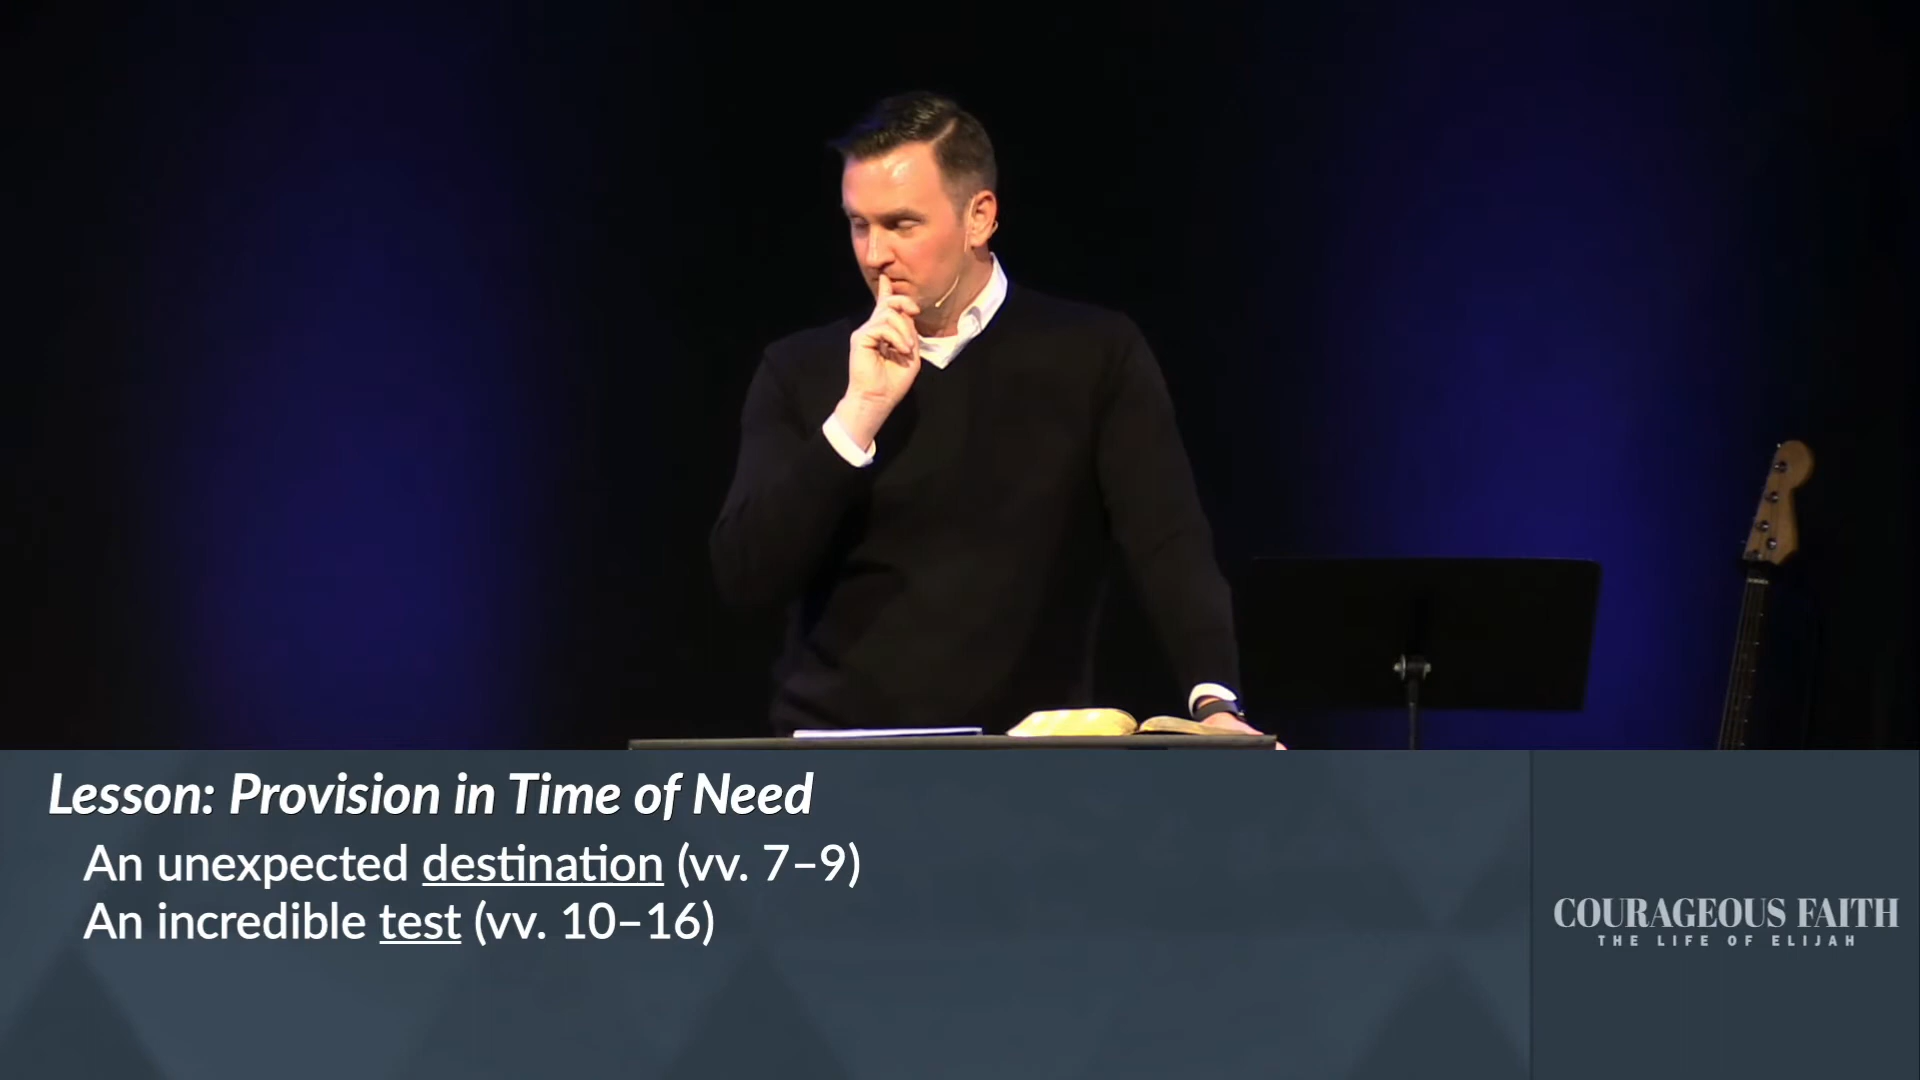 Lesson: Provision in Time of Need
An unexpected destination (vv. 7–9)
An incredible test (vv. 10–16)
COURAGEOUS FAITH
THE LIFE OF ELIJAH